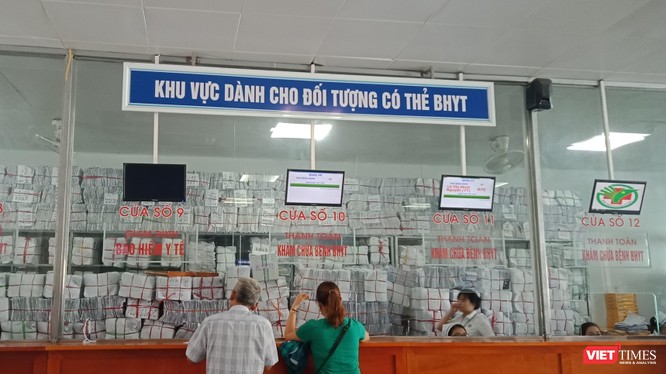 KHU VỰC DÀNH CHO ĐỐI TƯỢNG CÓ THẺ BHYT
CỬA SỐ 9
BẢO HIỂM Y TẾ
CỬA SỐ 10
THANH TOÁN
KHÁM CHỮA BỆNH BHYT
CỬA SỐ 11
THANH TOÁN
KHÁM CHỮA BỆNH BHYT
CỬA SỐ 12
THANH TOÁN
KHÁM CHỮA BỆNH BHYT
VIETTIMES
NEWS & ANALYSIS